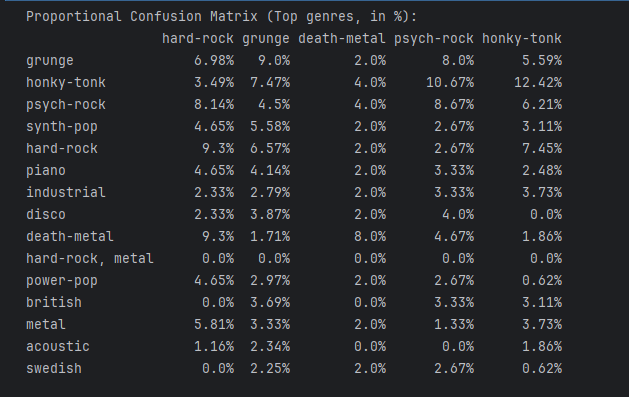 Proportional Confusion Matrix (Top genres, in %):
hard-rock grunge death-metal psych-rock honky-tonk
grunge 6.98% 9.0% 2.0% 8.0% 5.59%
honky-tonk 3.49% 7.47% 4.0% 10.67% 12.42%
psych-rock 8.14% 4.5% 4.0% 8.67% 6.21%
synth-pop 4.65% 5.58% 2.0% 2.67% 3.11%
hard-rock 9.3% 6.57% 2.0% 2.67% 7.45%
piano 4.65% 4.14% 2.0% 3.33% 2.48%
industrial 2.33% 2.79% 2.0% 3.33% 3.73%
disco 2.33% 3.87% 2.0% 4.0% 0.0%
death-metal 9.3% 1.71% 8.0% 4.67% 1.86%
hard-rock, metal 0.0% 0.0% 0.0% 0.0% 0.0%
power-pop 4.65% 2.97% 2.0% 2.67% 0.62%
british 0.0% 3.69% 0.0% 3.33% 3.11%
metal 5.81% 3.33% 2.0% 1.33% 3.73%
acoustic 1.16% 2.34% 0.0% 0.0% 1.86%
swedish 0.0% 2.25% 2.0% 2.67% 0.62%